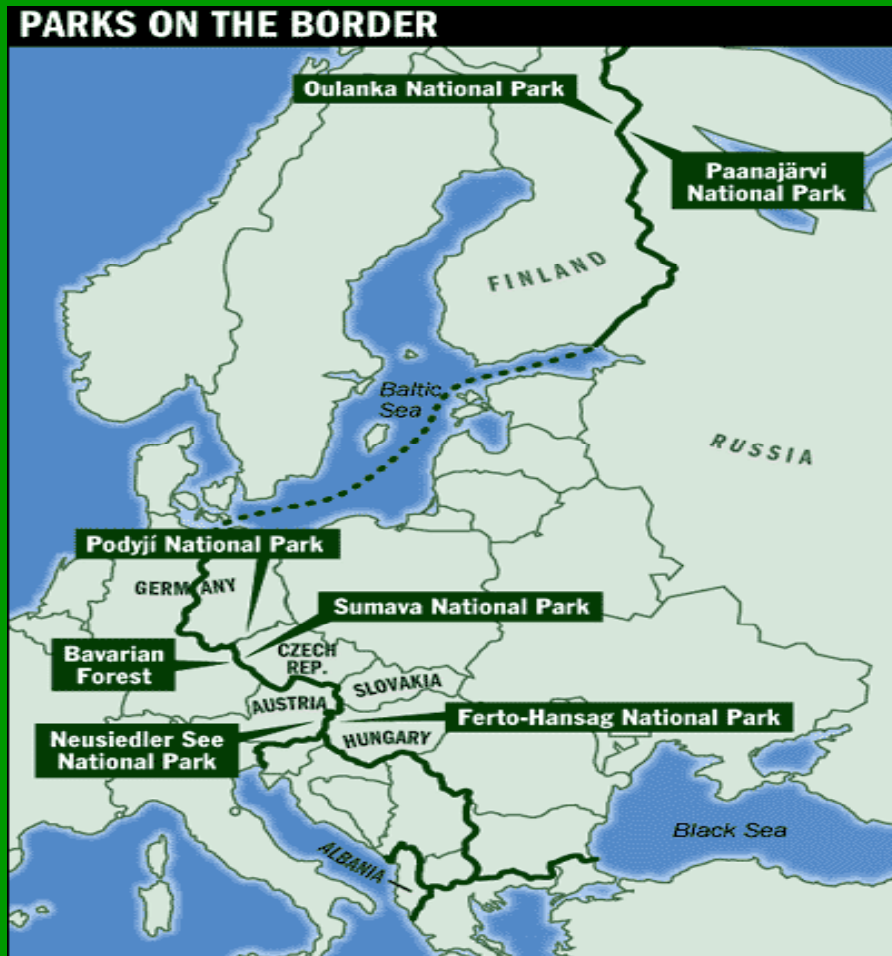 PARKS ON THE BORDER
Oulanka National Park
Paanajärvi
National Park
FINLAND
Baltic
Sea
RUSSIA
Podyjí National Park
GERMANY
Sumava National Park
Bavarian
Forest
CZECH
REP.
SLOVAKIA
AUSTRIA
Ferto-Hansag National Park
Neusiedler See
National Park
HUNGARY
Black Sea
ALBANIA